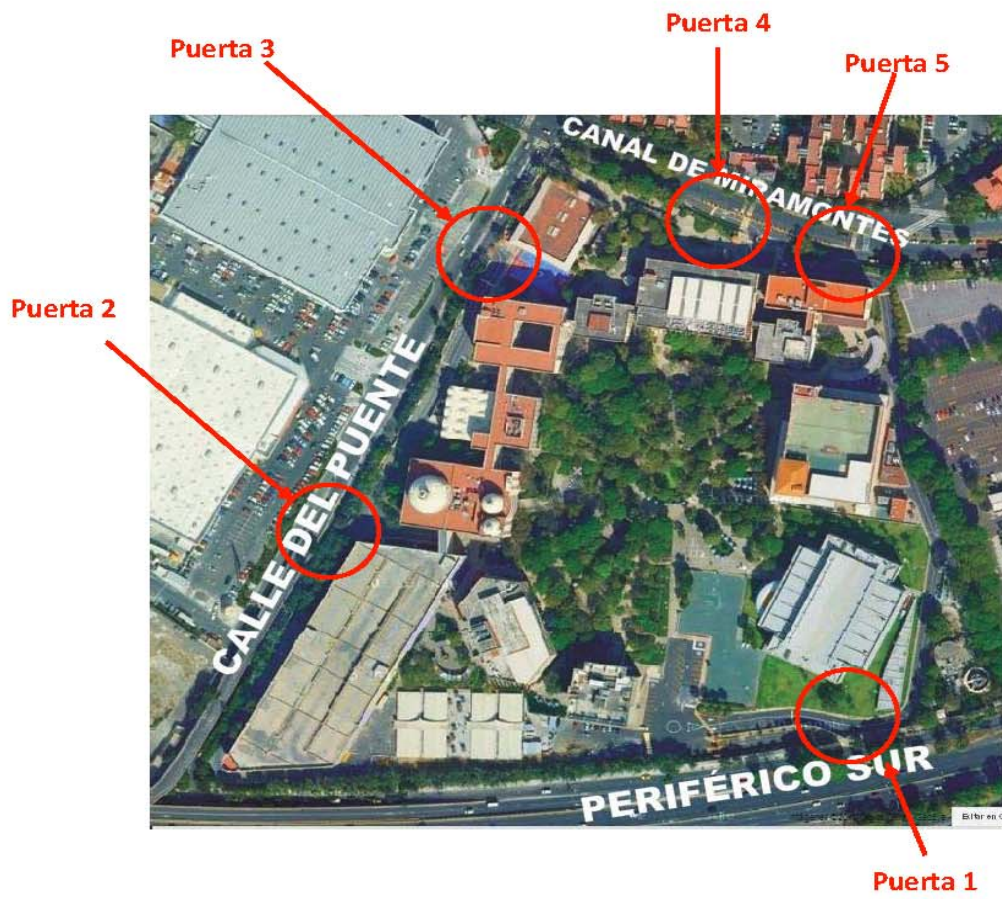 Puerta 4
Puerta 3
Puerta 5
CANAL DE MIRAMONTES
Puerta 2
CALLE DEL PUENTE
PERIFÉRICO SUR
Puerta 1